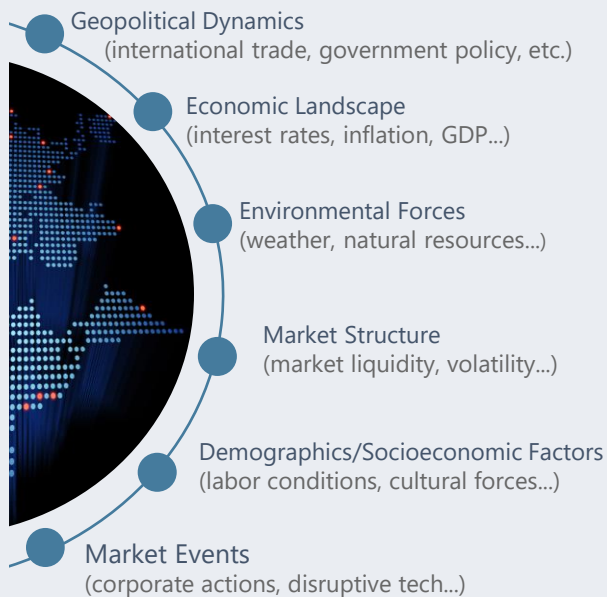 Geopolitical Dynamics
(international trade, government policy, etc.)
Economic Landscape
(interest rates, inflation, GDP...)
Environmental Forces
(weather, natural resources...)
Market Structure
(market liquidity, volatility...)
Demographics/Socioeconomic Factors
(labor conditions, cultural forces...)
Market Events
(corporate actions, disruptive tech...)